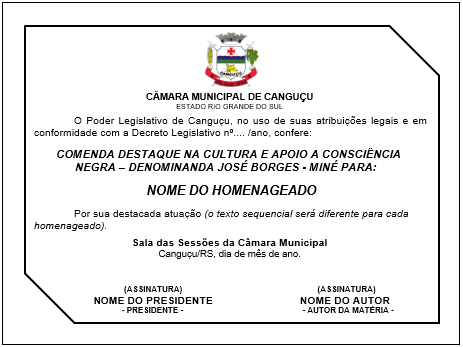 CANGUÇU
CÂMARA MUNICIPAL DE CANGUÇU
ESTADO RIO GRANDE DO SUL
O Poder Legislativo de Canguçu, no uso de suas atribuições legais e em
conformidade com a Decreto Legislativo nº.... /ano, confere:
COMENDA DESTAQUE NA CULTURA E APOIO A CONSCIÊNCIA
NEGRA – DENOMINANDA JOSÉ BORGES - MINÉ PARA:
NOME DO HOMENAGEADO
Por sua destacada atuação (o texto sequencial será diferente para cada
homenageado).
Sala das Sessões da Câmara Municipal
Canguçu/RS, dia de mês de ano.
(ASSINATURA) (ASSINATURA)
NOME DO PRESIDENTE NOME DO AUTOR
- PRESIDENTE - - AUTOR DA MATÉRIA -